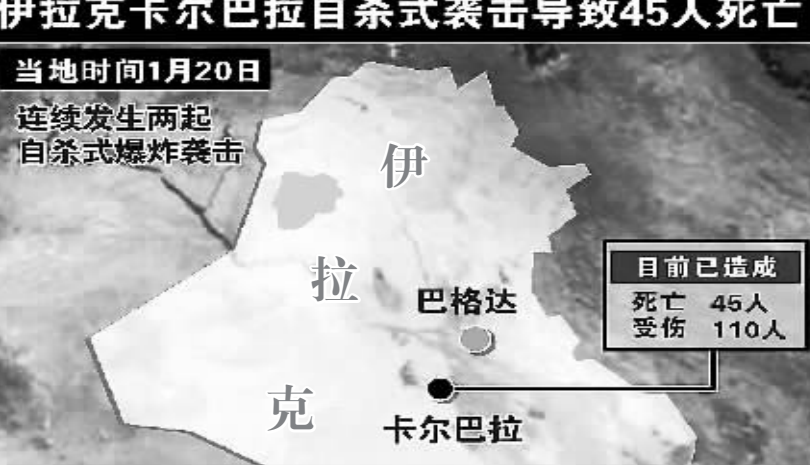 伊拉克卡尔巴拉自杀式袭击导致45人死亡
当地时间1月20日
连续发生两起
自杀式爆炸袭击
伊
拉
克
巴格达
卡尔巴拉
目前已造成
死亡 45人
受伤 110人